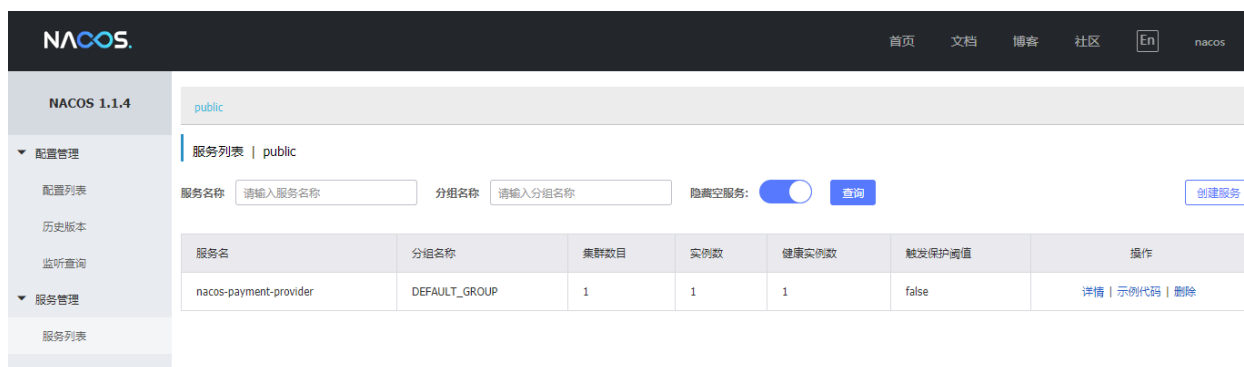 NACOS.
首页 文档 博客 社区 En nacos
NACOS 1.1.4
public
配置管理
配置列表
历史版本
监听查询
服务管理
服务列表
服务列表 | public
服务名称 请输入服务名称 分组名称 请输入分组名称 隐藏空服务: 查询 创建服务
服务名 分组名称 集群数目 实例数 健康实例数 触发保护阈值 操作
nacos-payment-provider DEFAULT_GROUP 1 1 1 false 详情 | 示例代码 | 删除